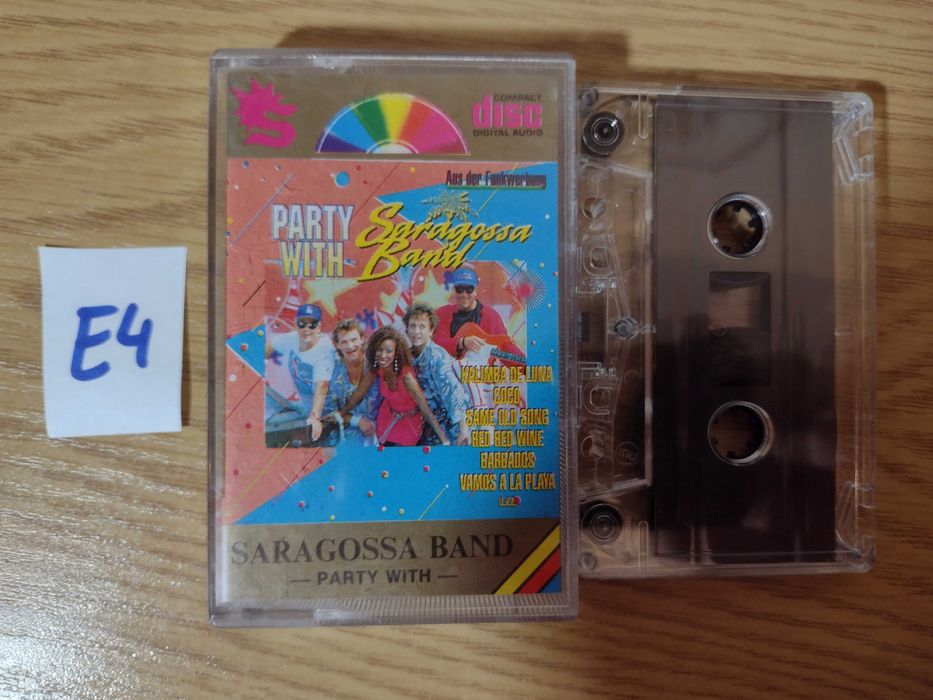 E4
S
COMPACT
disc
DIGITAL AUDIO
Aus der Funkwerbung
PARTY
WITH
Saragossa
Band
KALIMBA DE LUNA
COCO
SAME OLD SONG
RED RED WINE
BARBADOS
VAMOS A LA PLAYA
SARAGOSSA BAND
— PARTY WITH —